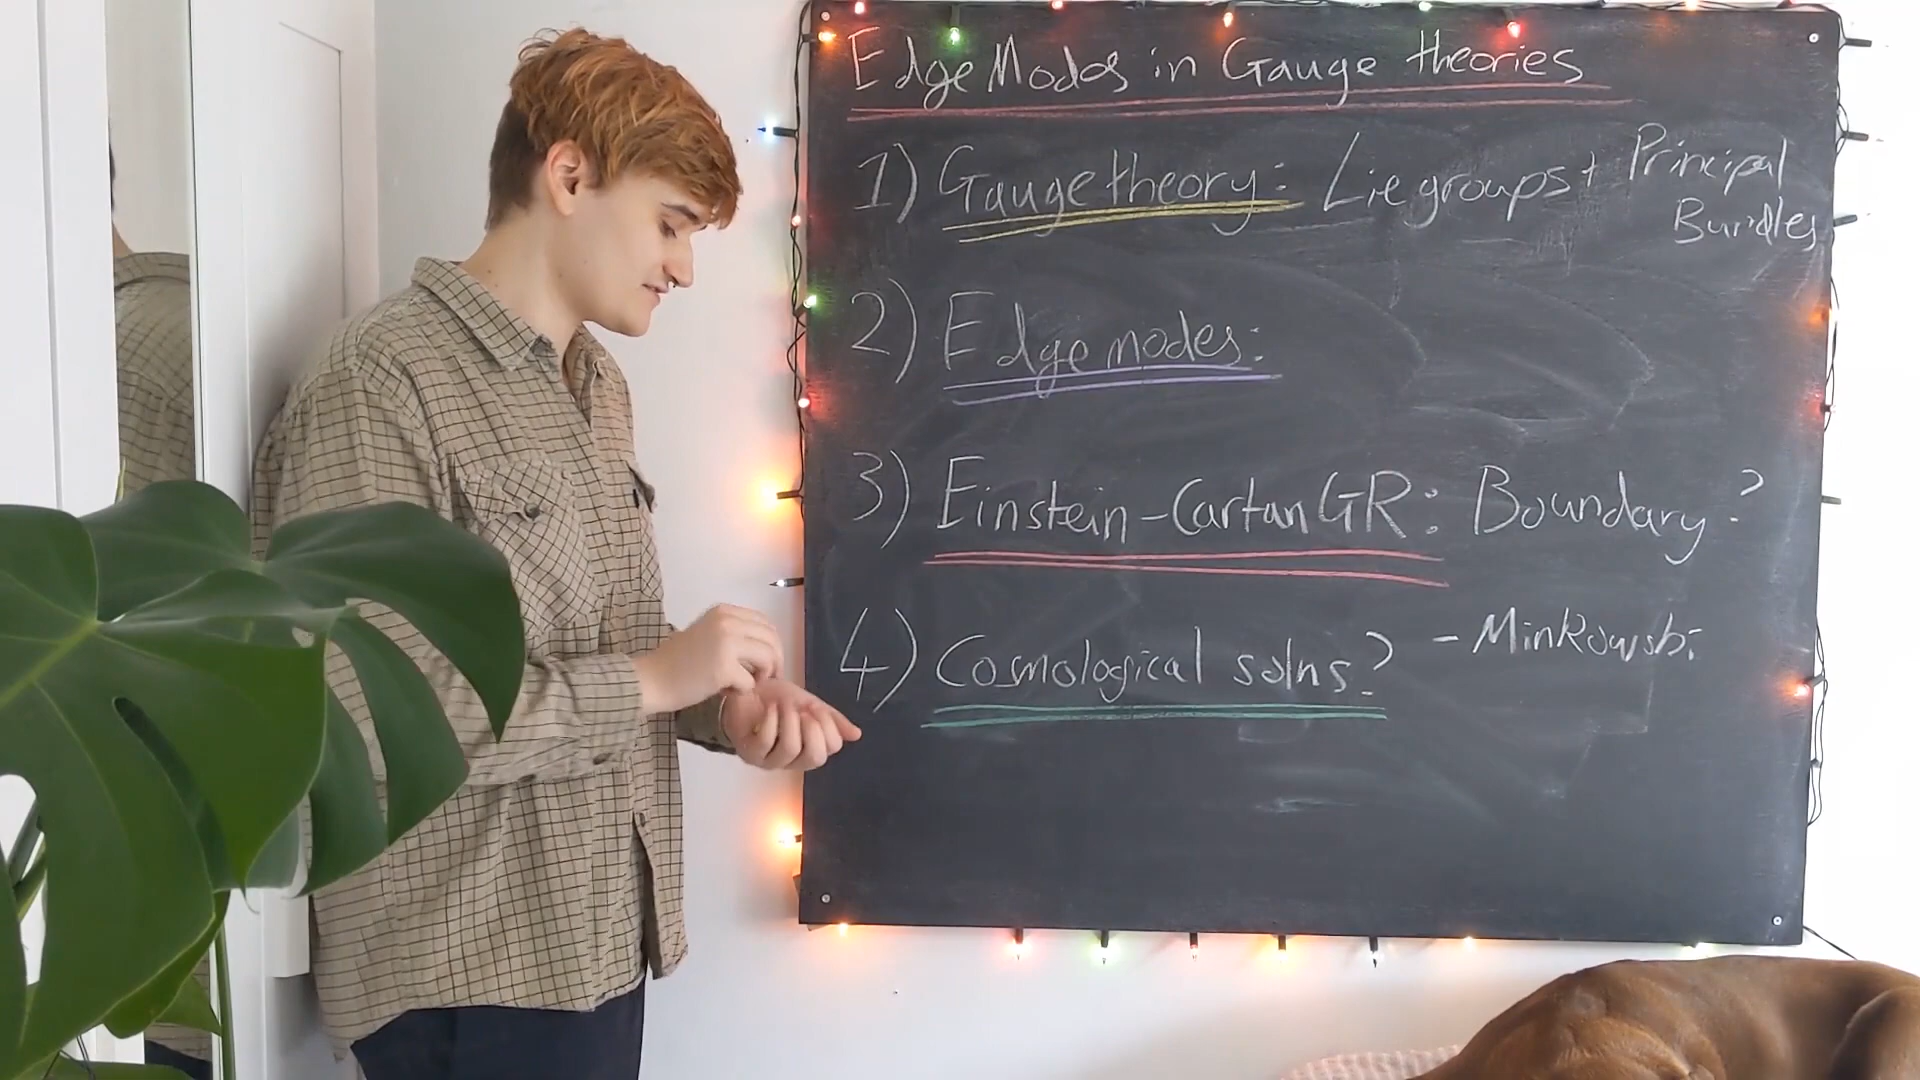 Edge Modes in Gauge theories
1) Gauge theory: Lie groups + Principal
Bundles
2) Edge modes:
3) Einstein-Cartan GR: Boundary?
4) Cosmological solns? - Minkowski